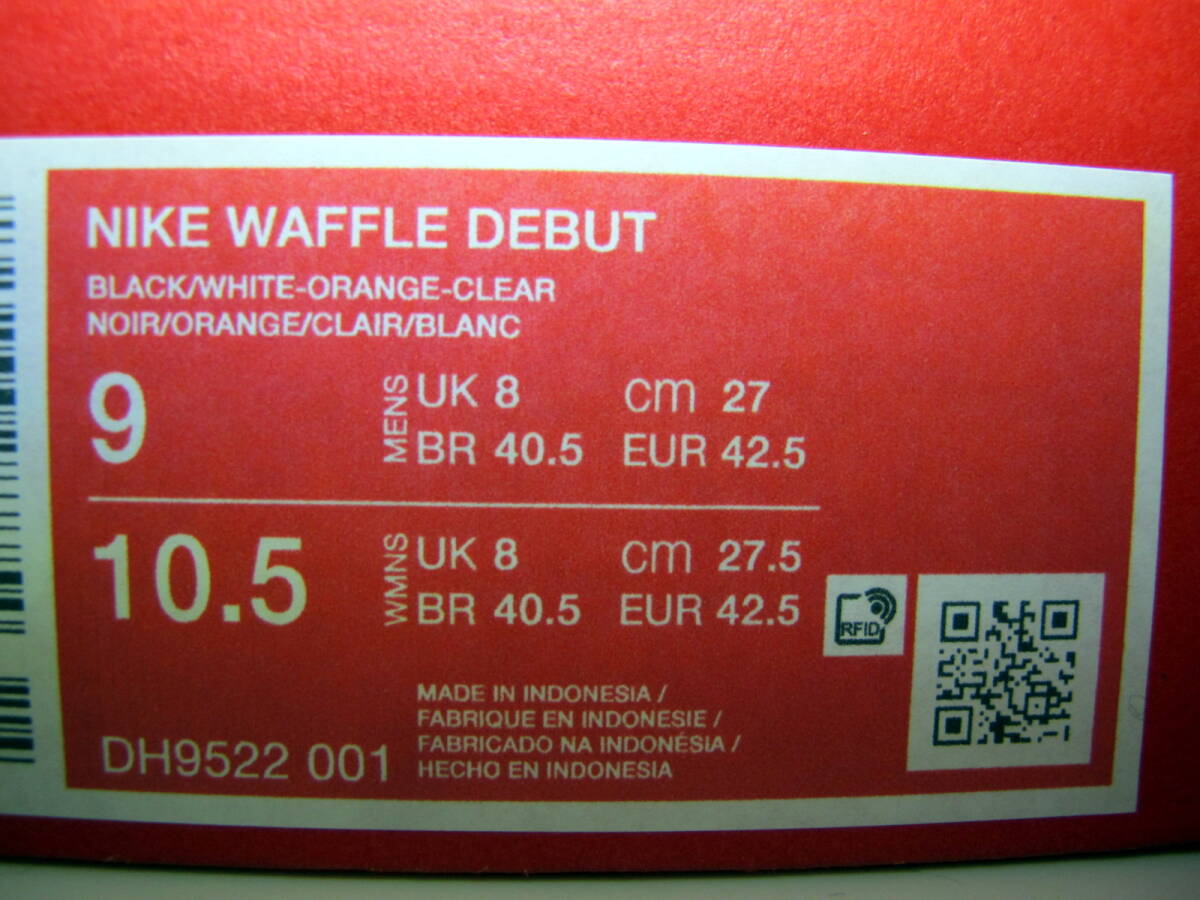 NIKE WAFFLE DEBUT
BLACK/WHITE-ORANGE-CLEAR
NOIR/ORANGE/CLAIR/BLANC
9 MENS UK 8 cm 27
BR 40.5 EUR 42.5
10.5 WMNS UK 8 cm 27.5
BR 40.5 EUR 42.5
RFID
MADE IN INDONESIA /
FABRIQUE EN INDONESIE /
FABRICADO NA INDONÉSIA /
HECHO EN INDONESIA
DH9522 001